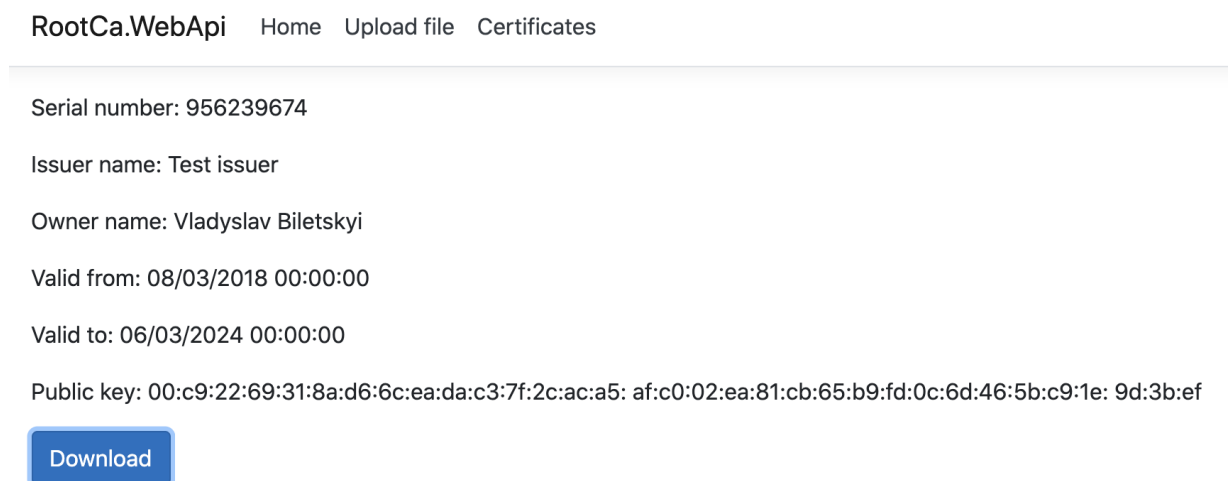 RootCa.WebApi Home Upload file Certificates
Serial number: 956239674
Issuer name: Test issuer
Owner name: Vladyslav Biletskyi
Valid from: 08/03/2018 00:00:00
Valid to: 06/03/2024 00:00:00
Public key: 00:c9:22:69:31:8a:d6:6c:ea:da:c3:7f:2c:ac:a5: af:c0:02:ea:81:cb:65:b9:fd:0c:6d:46:5b:c9:1e: 9d:3b:ef
Download